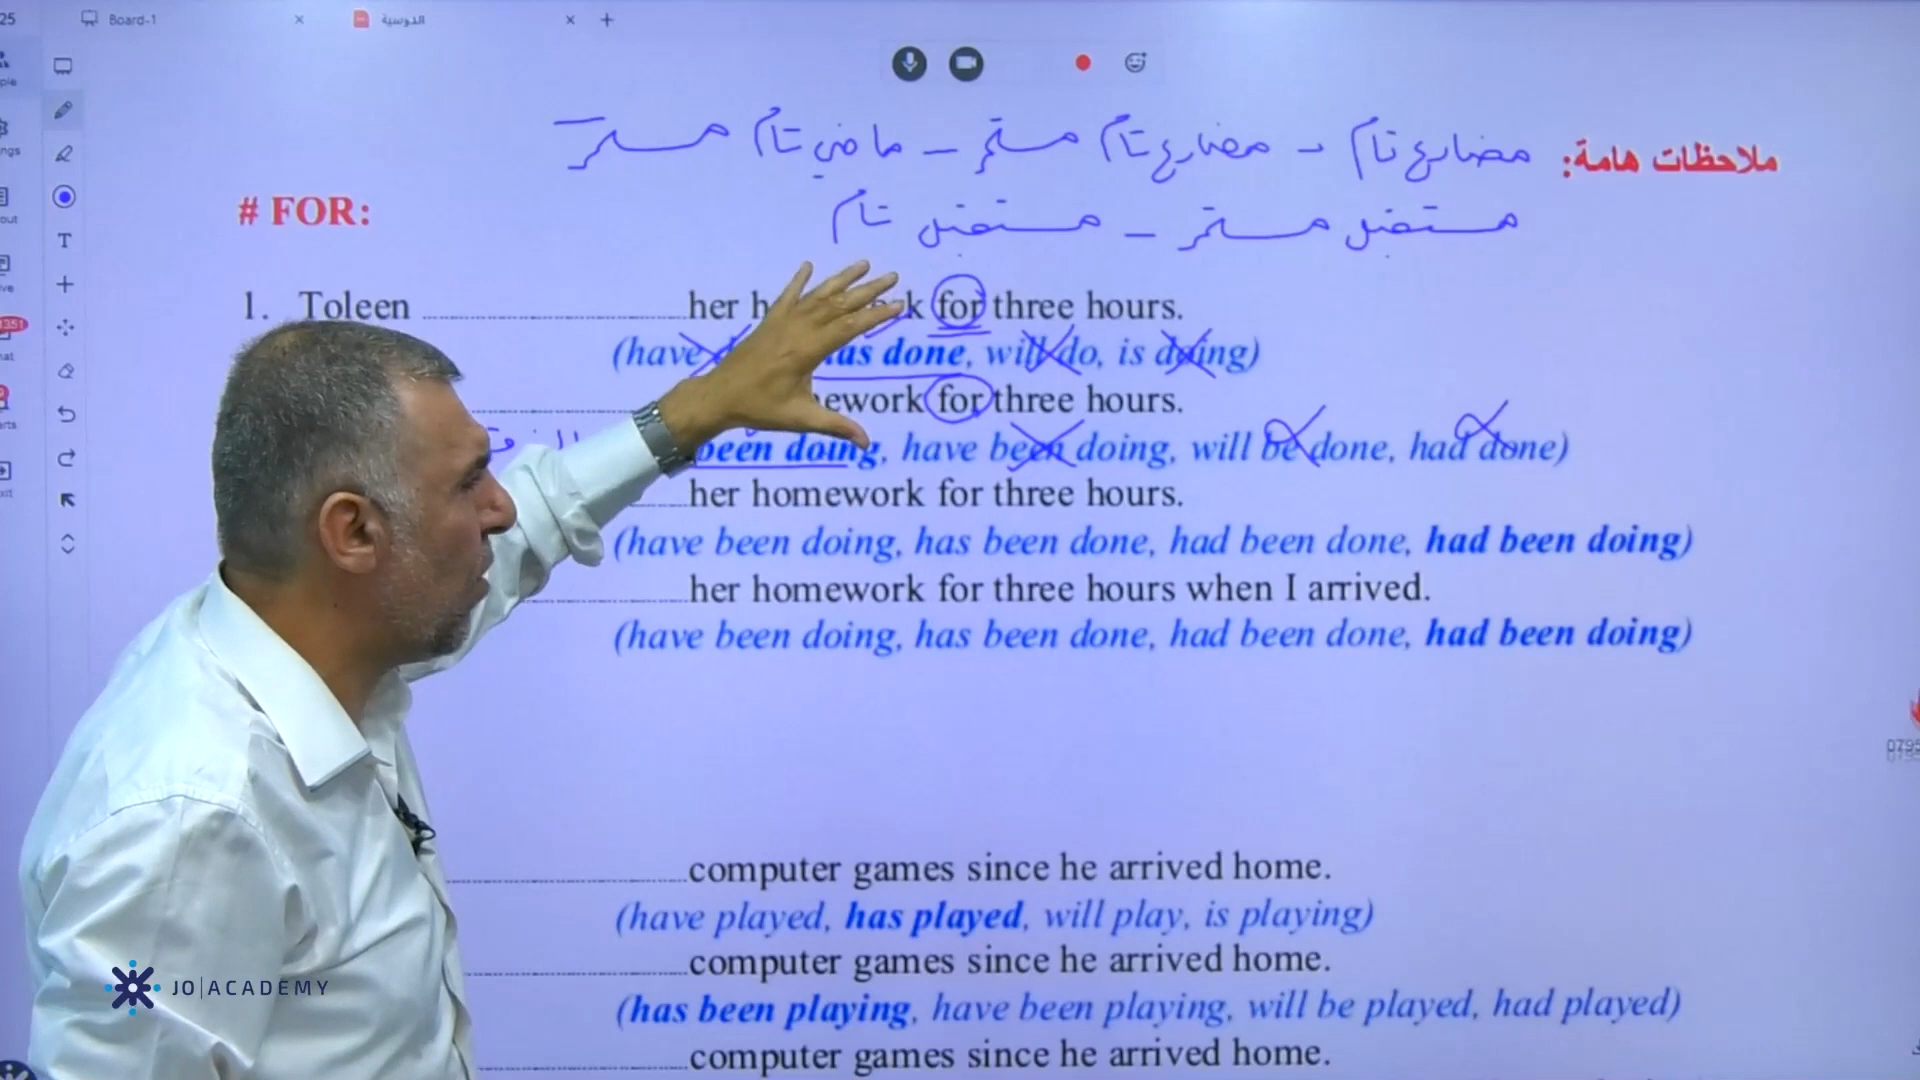 25 Board-1 × الدوسية × +
ملاحظات هامة: مضارع تام - مضارع تام مستمر - ماضي تام مستمر
مستقبل مستمر - مستقبل تام
# FOR:
1. Toleen ........ her h k for three hours.
(have as done, will do, is doing)
........ ework for three hours.
been doing, have been doing, will be done, had done)
........ her homework for three hours.
(have been doing, has been done, had been done, had been doing)
........ her homework for three hours when I arrived.
(have been doing, has been done, had been done, had been doing)
........ computer games since he arrived home.
(have played, has played, will play, is playing)
........ computer games since he arrived home.
(has been playing, have been playing, will be played, had played)
........ computer games since he arrived home.
JO|ACADEMY